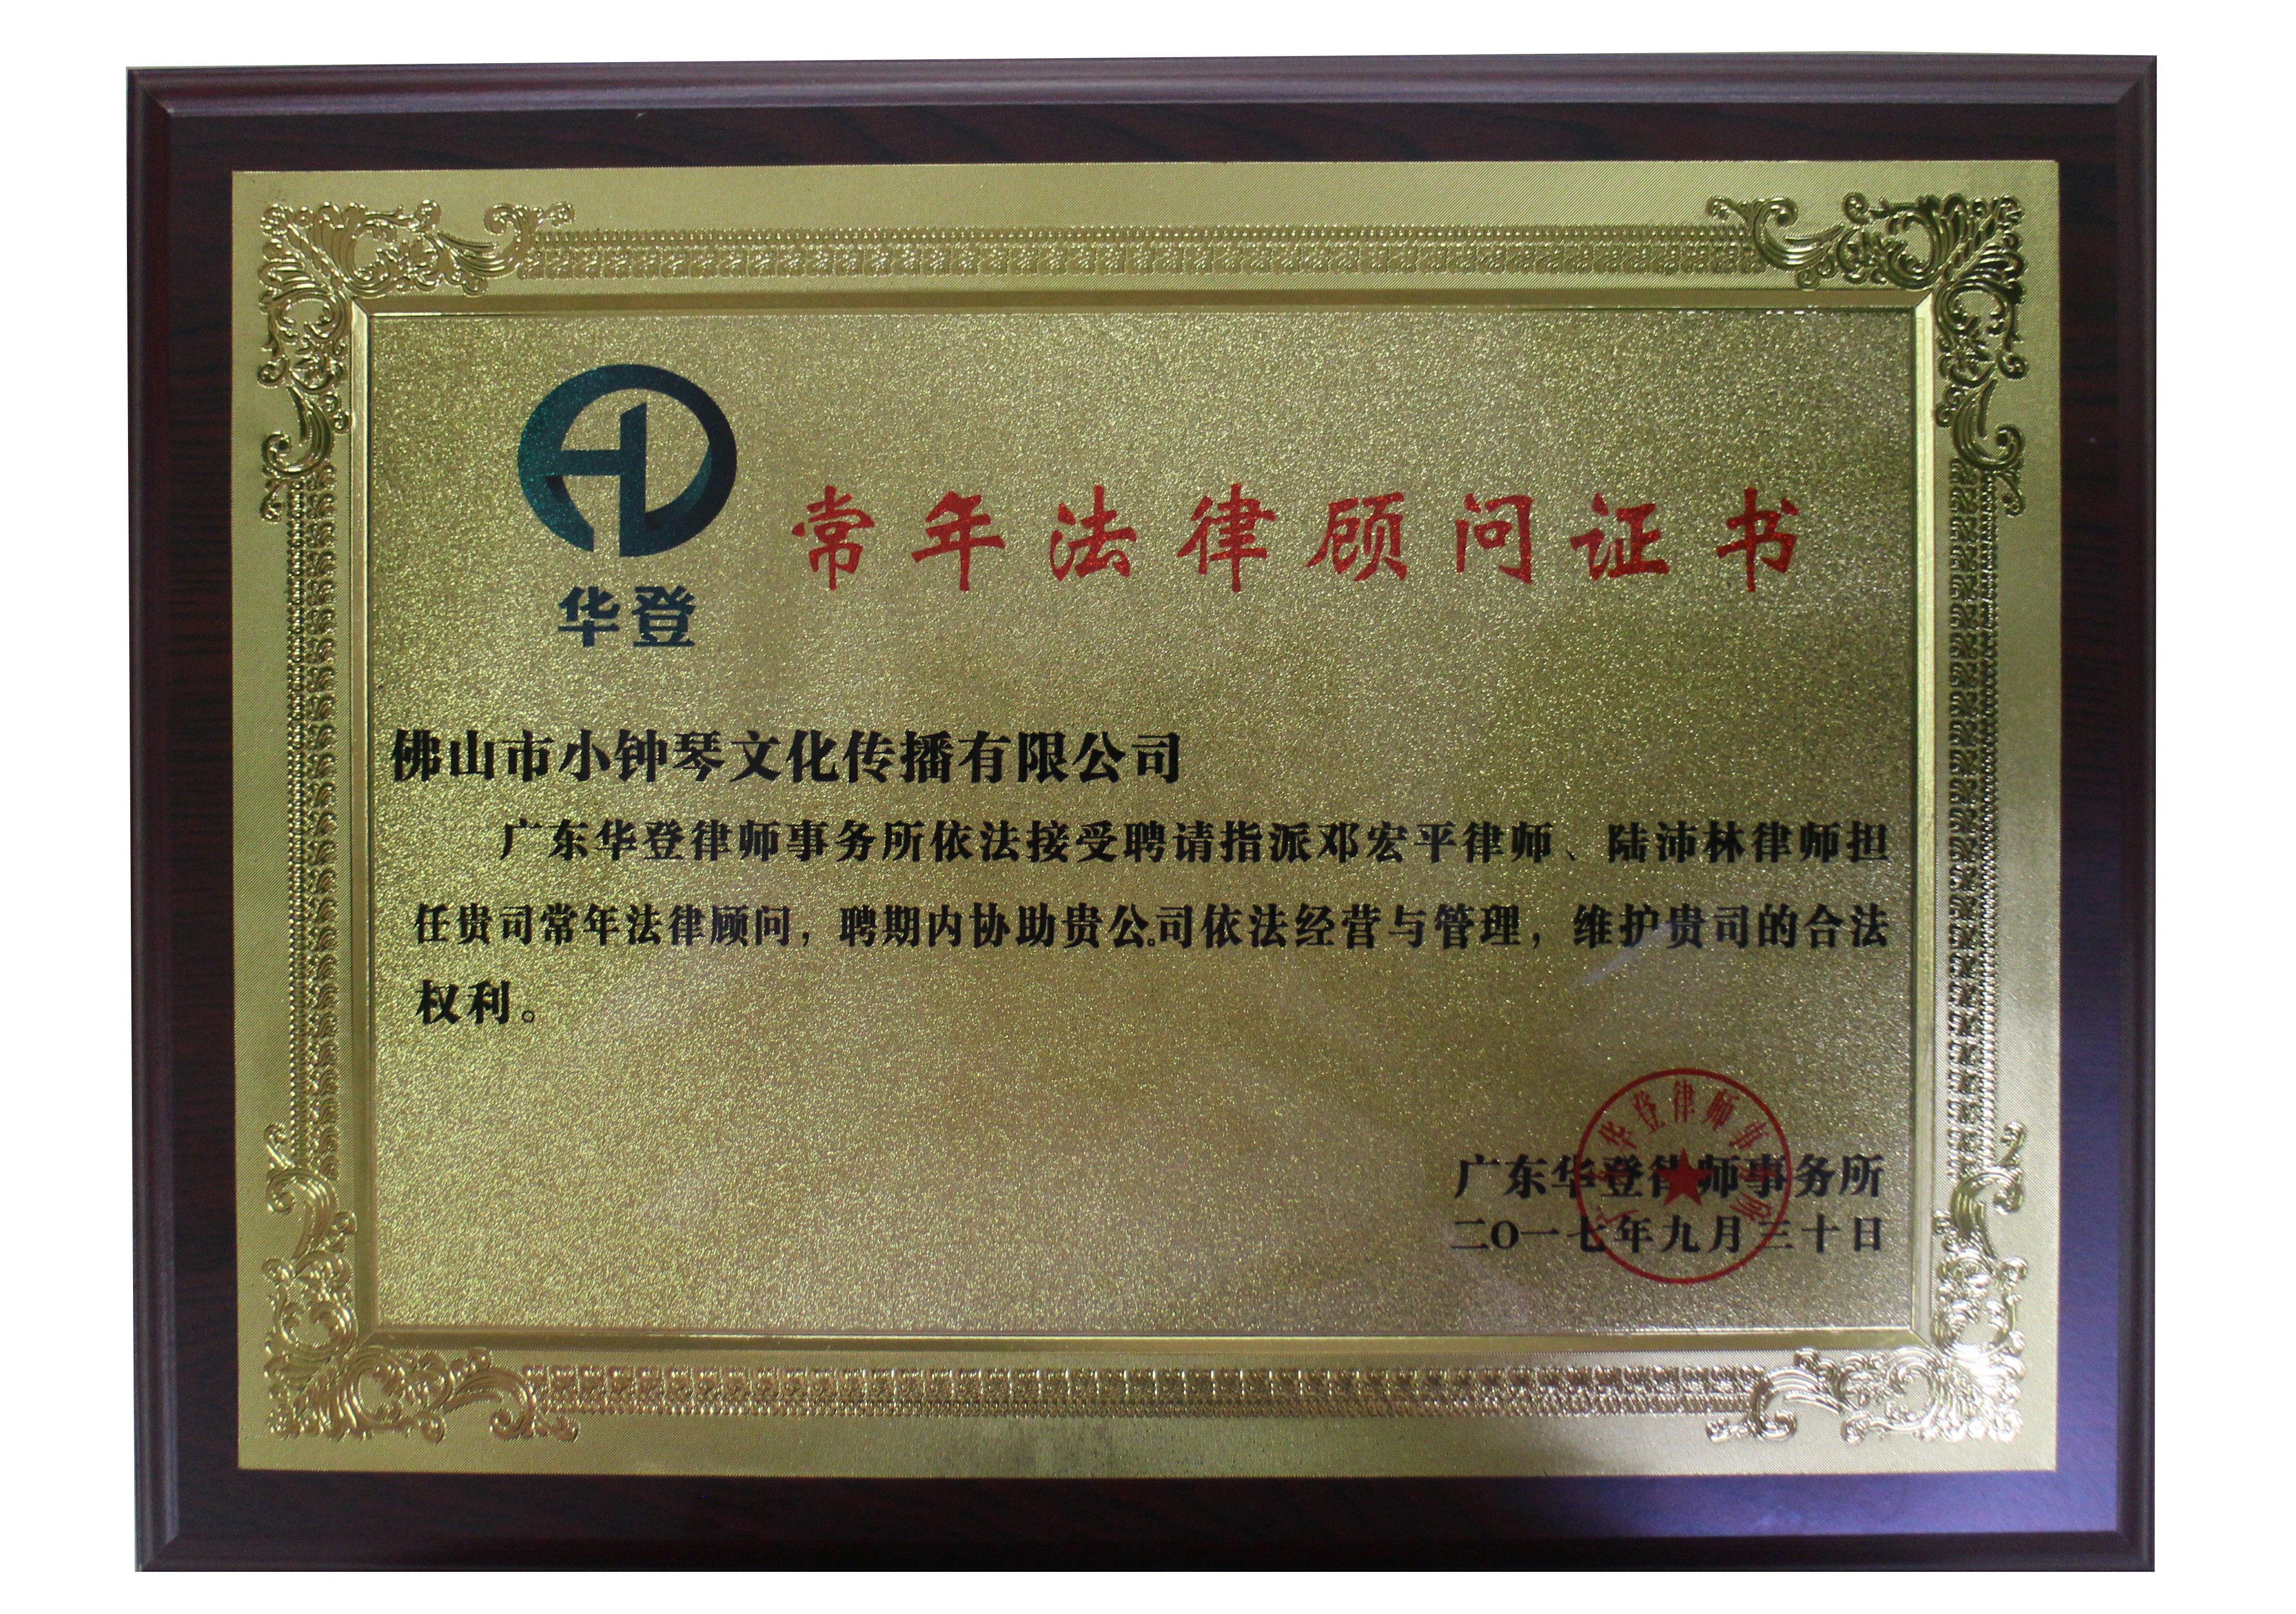 华登
常年法律顾问证书
佛山市小钟琴文化传播有限公司
广东华登律师事务所依法接受聘请指派邓宏平律师、陆沛林律师担
任贵司常年法律顾问，聘期内协助贵公司依法经营与管理，维护贵司的合法
权利。
华登律师事
广东华登律师事务所
二〇一七年九月三十日